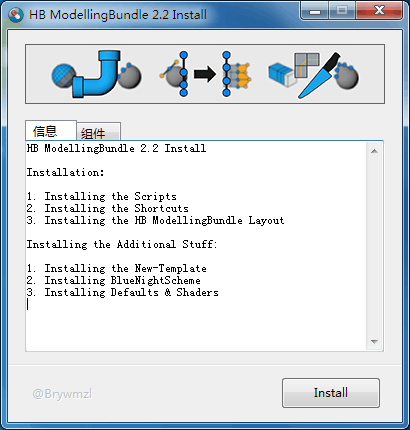 HB ModellingBundle 2.2 Install
信息
组件
HB ModellingBundle 2.2 Install
Installation:
1. Installing the Scripts
2. Installing the Shortcuts
3. Installing the HB ModellingBundle Layout
Installing the Additional Stuff:
1. Installing the New-Template
2. Installing BlueNightScheme
3. Installing Defaults & Shaders
@Brywmzl
Install